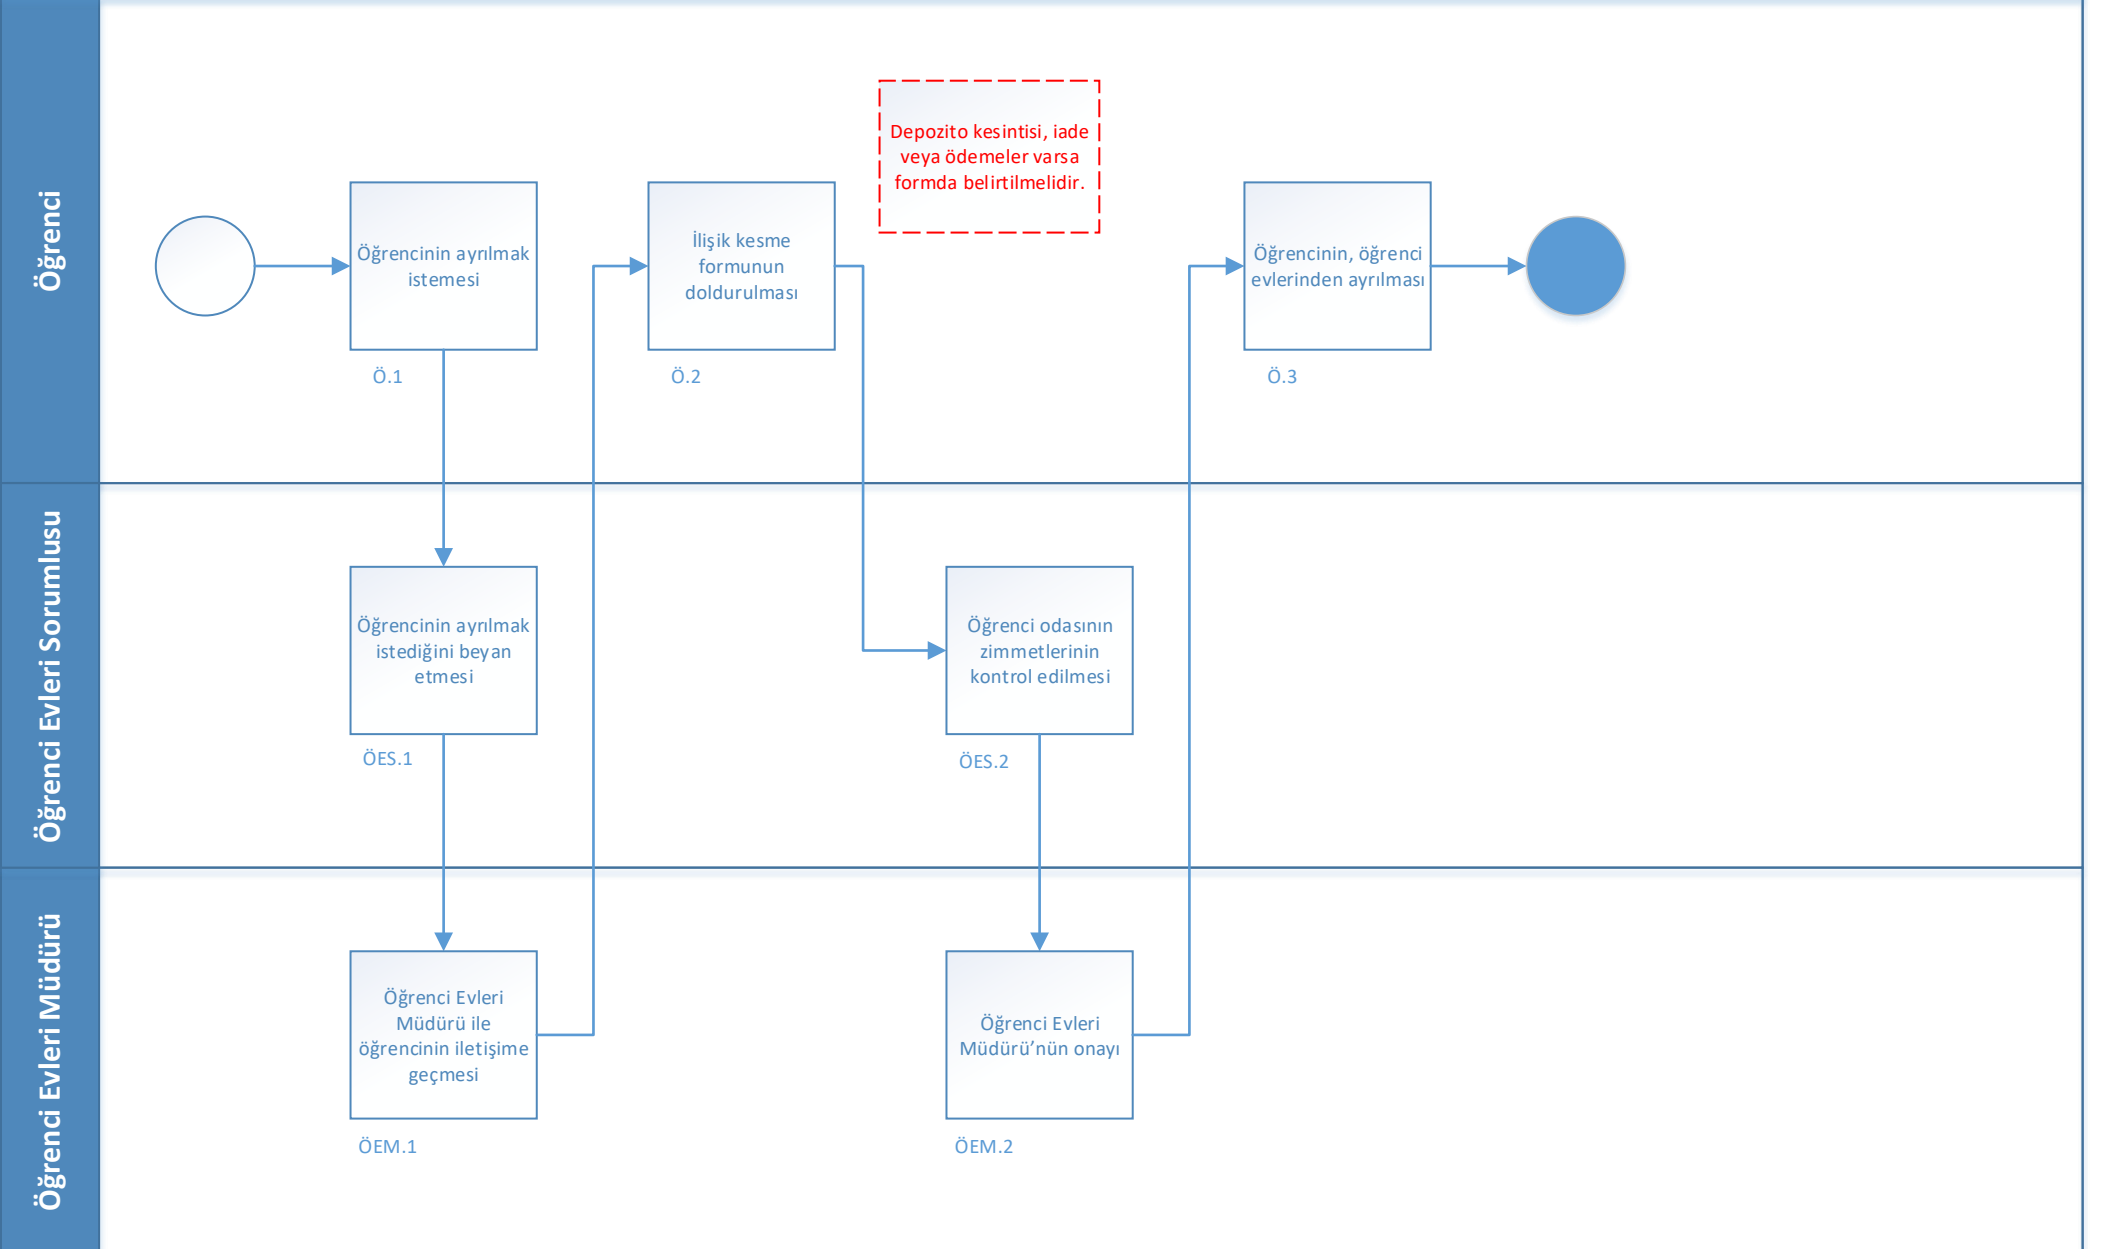 Öğrenci
Depozito kesintisi, iade
veya ödemeler varsa
formda belirtilmelidir.
Öğrencinin ayrılmak
istemesi
Ö.1
İlişik kesme
formunun
doldurulması
Ö.2
Öğrencinin, öğrenci
evlerinden ayrılması
Ö.3
Öğrenci Evleri Sorumlusu
Öğrencinin ayrılmak
istediğini beyan
etmesi
ÖES.1
Öğrenci odasının
zimmetlerinin
kontrol edilmesi
ÖES.2
Öğrenci Evleri Müdürü
Öğrenci Evleri
Müdürü ile
öğrencinin iletişime
geçmesi
ÖEM.1
Öğrenci Evleri
Müdürü’nün onayı
ÖEM.2